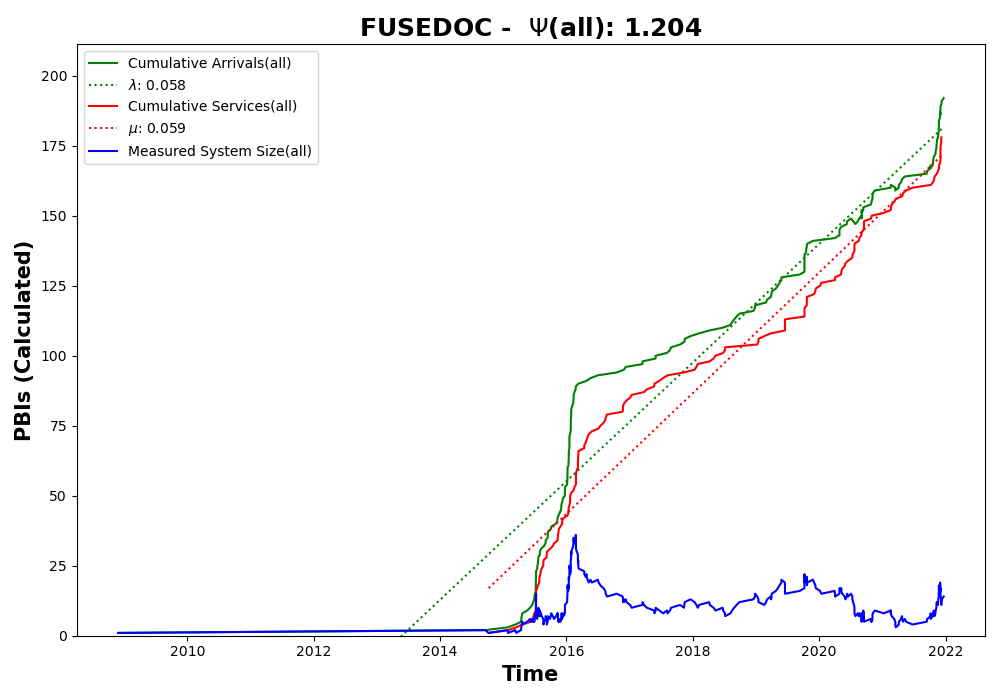 FUSEDOC -  Ψ(all): 1.204
Cumulative Arrivals(all)
λ: 0.058
Cumulative Services(all)
μ: 0.059
Measured System Size(all)
PBIs (Calculated)
200
175
150
125
100
75
50
25
0
2010 2012 2014 2016 2018 2020 2022
Time